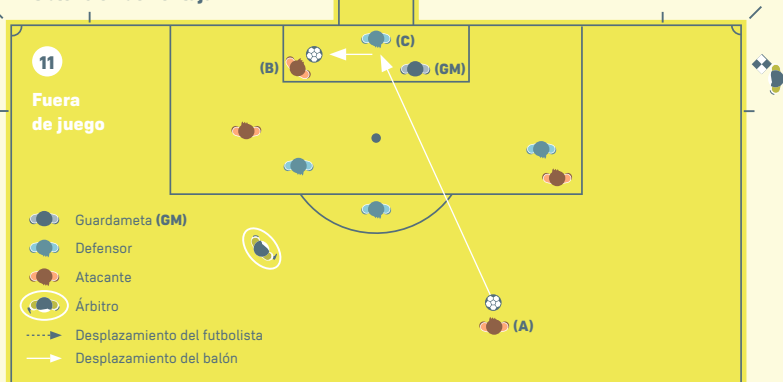 11
Fuera
de juego
(C)
(B)
(GM)
(A)
Guardameta (GM)
Defensor
Atacante
Árbitro
Desplazamiento del futbolista
Desplazamiento del balón